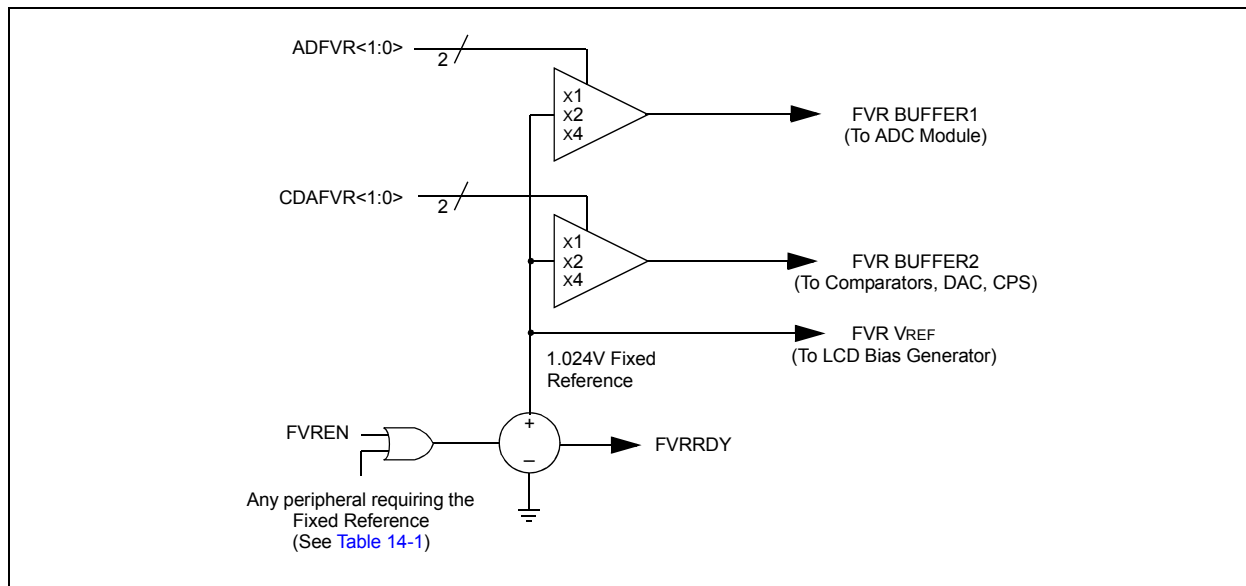 ADFVR<1:0>
2
X1
X2
X4
FVR BUFFER1
(To ADC Module)
CDAFVR<1:0>
2
X1
X2
X4
FVR BUFFER2
(To Comparators, DAC, CPS)
FVR VREF
(To LCD Bias Generator)
1.024V Fixed
Reference
FVREN
+
–
FVRRDY
Any peripheral requiring the
Fixed Reference
(See Table 14-1)